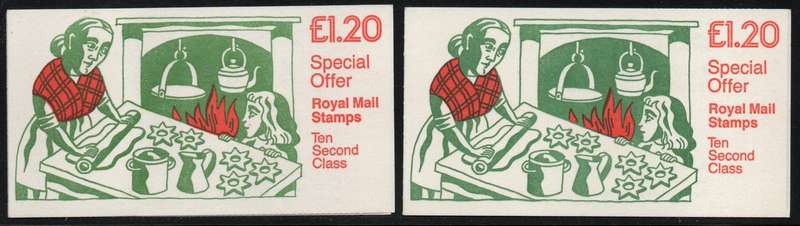 £1.20
Special
Offer
Royal Mail
Stamps
Ten
Second
Class
£1.20
Special
Offer
Royal Mail
Stamps
Ten
Second
Class